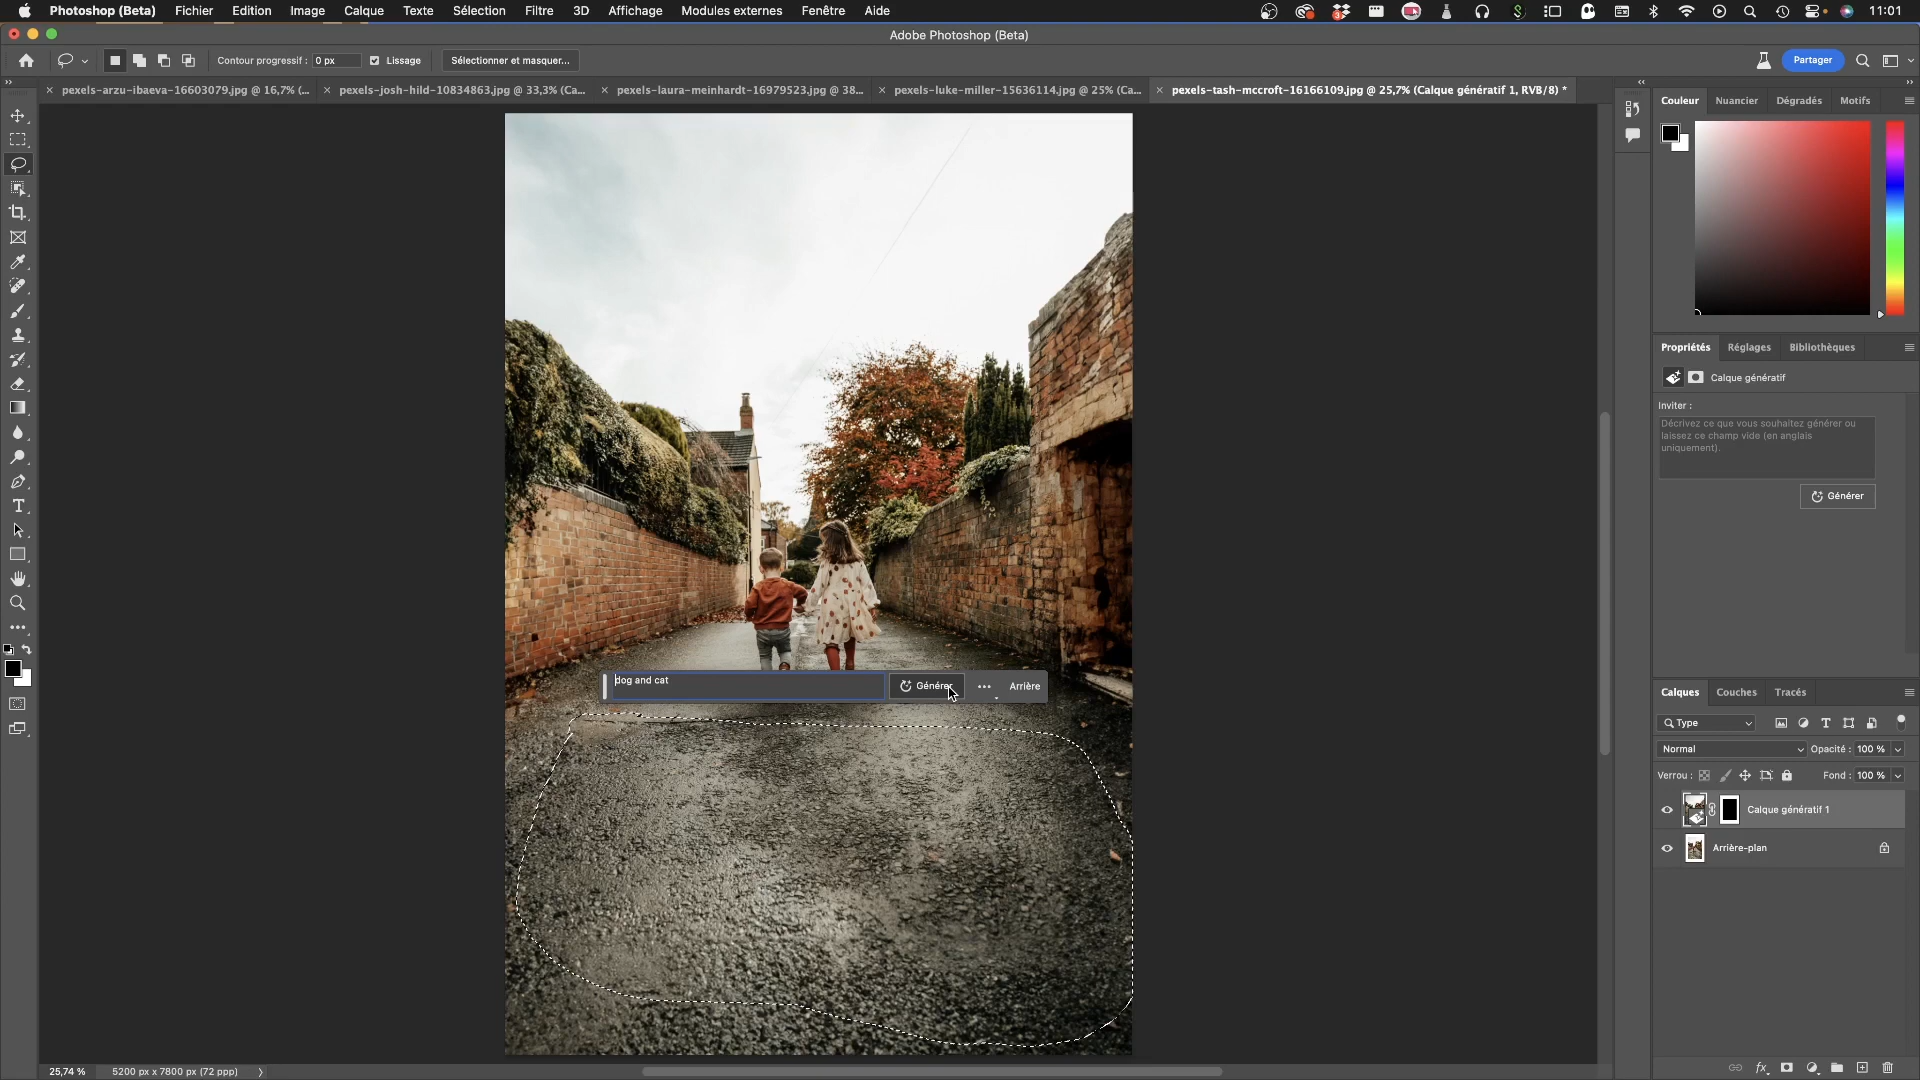 Photoshop (Beta) Fichier Edition Image Calque Texte Sélection Filtre 3D Affichage Modules externes Fenêtre Aide 11:01
Adobe Photoshop (Beta)
Contour progressif : 0 px Lissage Sélectionner et masquer... Partager
pexels-arzu-ibaeva-16603079.jpg @ 16,7% (... pexels-josh-hild-10834863.jpg @ 33,3% (Ca... pexels-laura-meinhardt-16979523.jpg @ 38... pexels-luke-miller-15636114.jpg @ 25% (Ca... pexels-tash-mccroft-16166109.jpg @ 25,7% (Calque génératif 1, RVB/8) *
Couleur Nuancier Dégradés Motifs
Propriétés Réglages Bibliothèques
Calque génératif
Inviter :
Décrivez ce que vous souhaitez générer ou
laissez ce champ vide (en anglais
uniquement).
Générer
dog and cat Générer ... Arrière
Calques Couches Tracés
Type
Normal Opacité : 100 %
Verrou : Fond : 100 %
Calque génératif 1
Arrière-plan
25,74 % 5200 px x 7800 px (72 ppp)